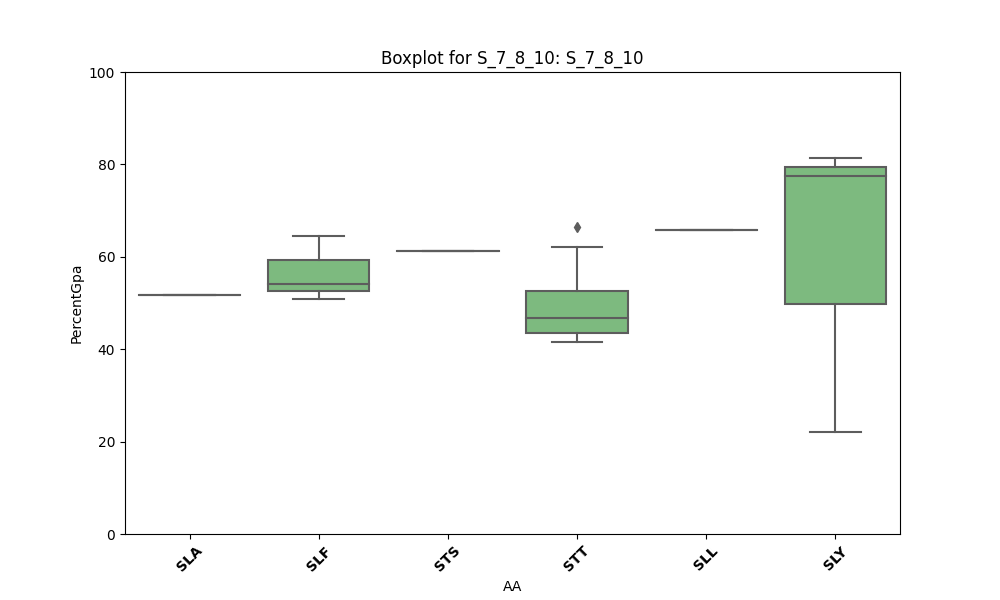 Boxplot for S_7_8_10: S_7_8_10
PercentGpa
100
80
60
40
20
0
SLA
SLF
STS
STT
SLL
SLY
AA